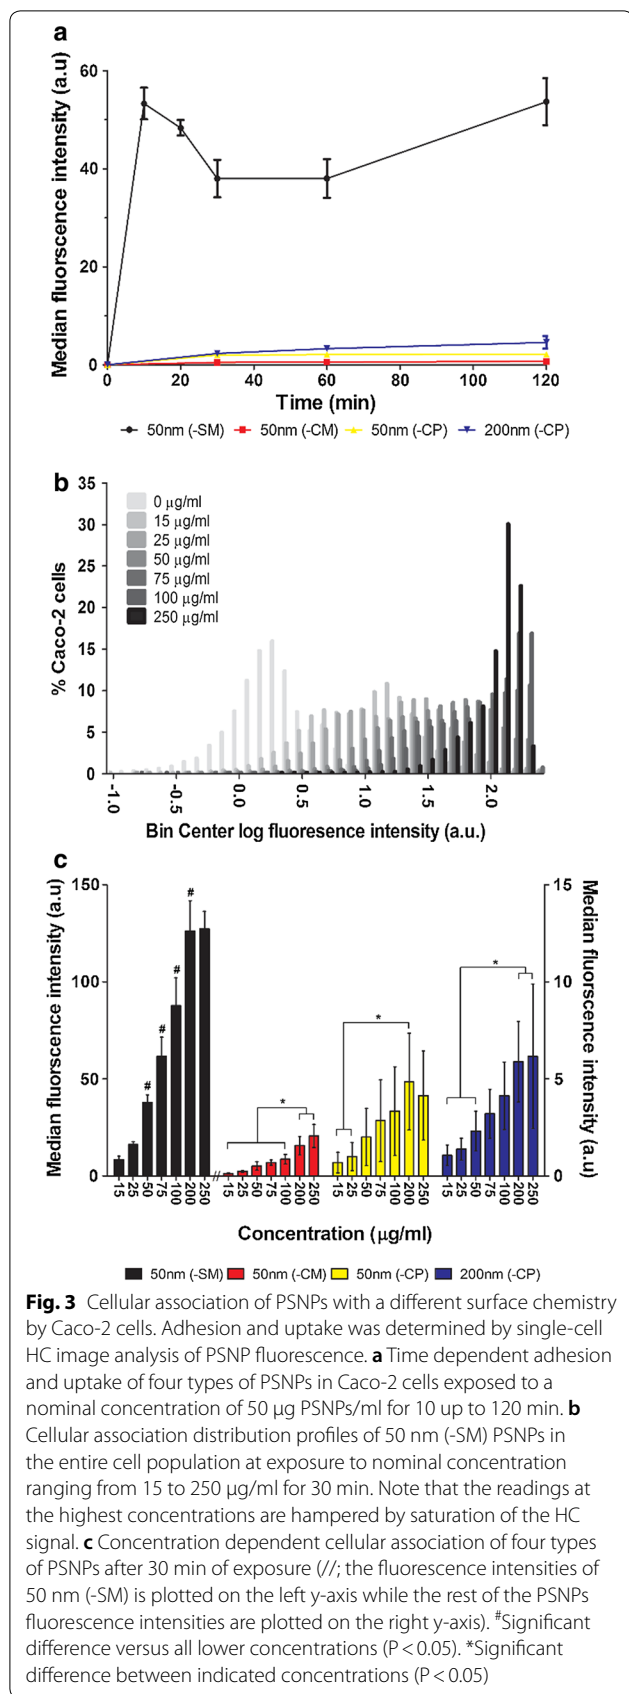 a
Median fluorscence intensity (a.u)
60
40
20
0
0 20 40 60 80 100 120
Time (min)
50nm (-SM) 50nm (-CM) 50nm (-CP) 200nm (-CP)
b
% Caco-2 cells
35
30
25
20
15
10
5
0
0 µg/ml
15 µg/ml
25 µg/ml
50 µg/ml
75 µg/ml
100 µg/ml
250 µg/ml
-1.0 -0.5 0.0 0.5 1.0 1.5 2.0
Bin Center log fluoresence intensity (a.u.)
c
Median fluorescence intensity (a.u)
150
100
50
0
# # # # #
* * *
15
10
5
0
Median fluorscence intensity (a.u)
15 25 50 75 100 200 250 // 15 25 50 75 100 200 250 15 25 50 75 100 200 250 15 25 50 75 100 200 250
Concentration (µg/ml)
50nm (-SM) 50nm (-CM) 50nm (-CP) 200nm (-CP)
Fig. 3 Cellular association of PSNPs with a different surface chemistry
by Caco-2 cells. Adhesion and uptake was determined by single-cell
HC image analysis of PSNP fluorescence. a Time dependent adhesion
and uptake of four types of PSNPs in Caco-2 cells exposed to a
nominal concentration of 50 µg PSNPs/ml for 10 up to 120 min. b
Cellular association distribution profiles of 50 nm (-SM) PSNPs in
the entire cell population at exposure to nominal concentration
ranging from 15 to 250 µg/ml for 30 min. Note that the readings at
the highest concentrations are hampered by saturation of the HC
signal. c Concentration dependent cellular association of four types
of PSNPs after 30 min of exposure (//; the fluorescence intensities of
50 nm (-SM) is plotted on the left y-axis while the rest of the PSNPs
fluorescence intensities are plotted on the right y-axis). #Significant
difference versus all lower concentrations (P < 0.05). *Significant
difference between indicated concentrations (P < 0.05)